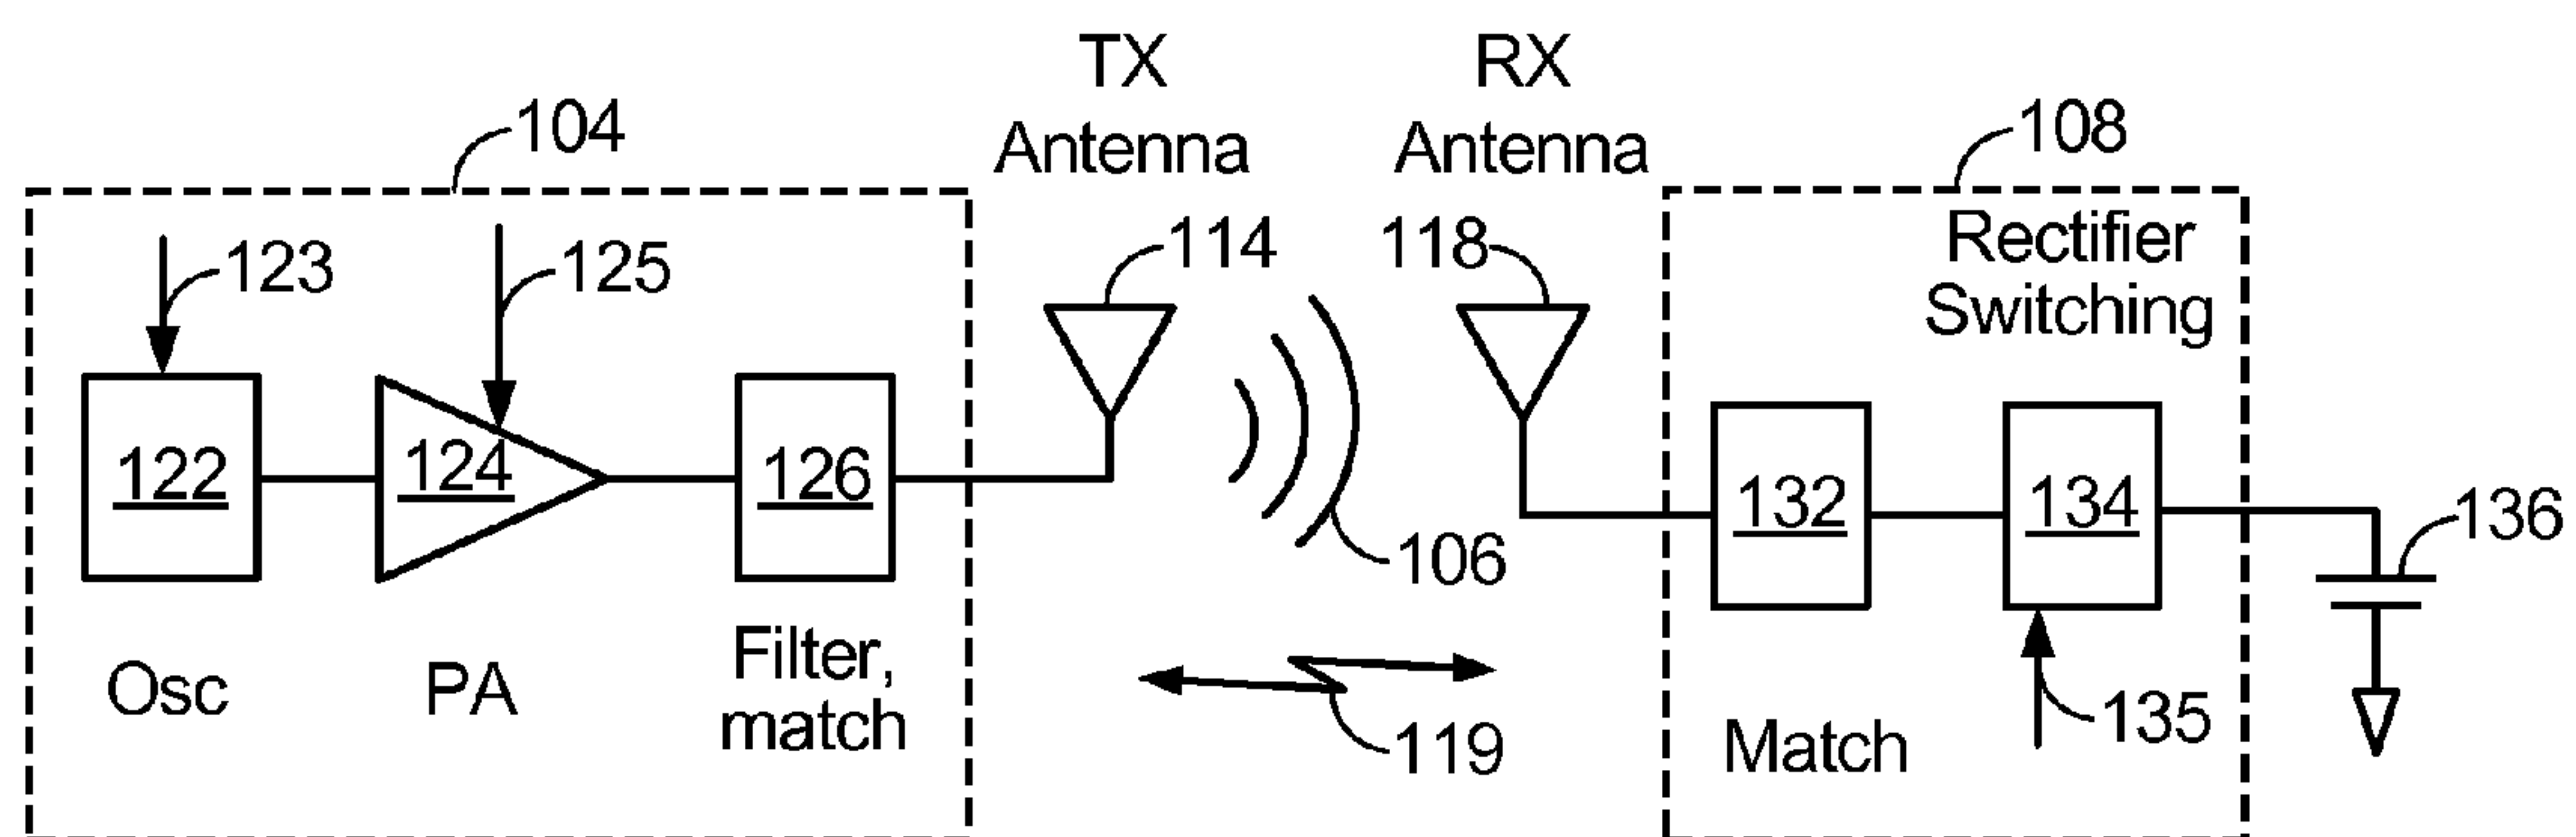 TX
Antenna
RX
Antenna
104
108
123
125
114
118
Rectifier
Switching
122
124
126
132
134
136
106
Osc
PA
Filter,
match
119
Match
135